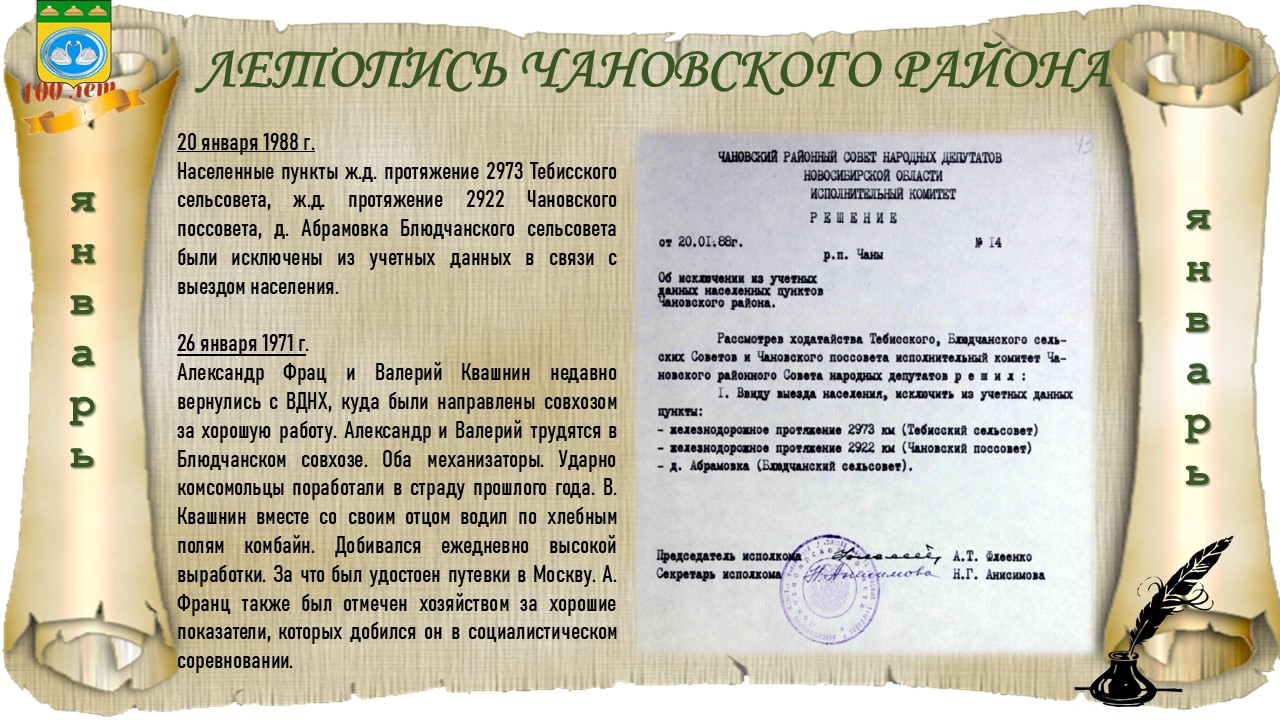 100 лет
ЛЕТОПИСЬ ЧАНОВСКОГО РАЙОНА
январь
20 января 1988 г.
Населенные пункты ж.д. протяжение 2973 Тебисского
сельсовета, ж.д. протяжение 2922 Чановского
поссовета, д. Абрамовка Блюдчанского сельсовета
были исключены из учетных данных в связи с
выездом населения.
26 января 1971 г.
Александр Фрац и Валерий Квашнин недавно
вернулись с ВДНХ, куда были направлены совхозом
за хорошую работу. Александр и Валерий трудятся в
Блюдчанском совхозе. Оба механизаторы. Ударно
комсомольцы поработали в страду прошлого года. В.
Квашнин вместе со своим отцом водил по хлебным
полям комбайн. Добивался ежедневно высокой
выработки. За что был удостоен путевки в Москву. А.
Франц также был отмечен хозяйством за хорошие
показатели, которых добился он в социалистическом
соревновании.
43
ЧАНОВСКИЙ РАЙОННЫЙ СОВЕТ НАРОДНЫХ ДЕПУТАТОВ
НОВОСИБИРСКОЙ ОБЛАСТИ
ИСПОЛНИТЕЛЬНЫЙ КОМИТЕТ
Р Е Ш Е Н И Е
от 20.01.88г. № 14
р.п. Чаны
Об исключении из учетных
данных населенных пунктов
Чановского района.
Рассмотрев ходатайства Тебисского, Блюдчанского сель-
ских Советов и Чановского поссовета исполнительный комитет Ча-
новского районного Совета народных депутатов р е ш и л :
I. Ввиду выезда населения, исключить из учетных данных
пункты:
- железнодорожное протяжение 2973 км (Тебисский сельсовет)
- железнодорожное протяжение 2922 км (Чановский поссовет)
- д. Абрамовка (Блюдчанский сельсовет).
Председатель исполкома А.Т. Флеенко
Секретарь исполкома Н.Анисимова Н.Г. Анисимова
январь